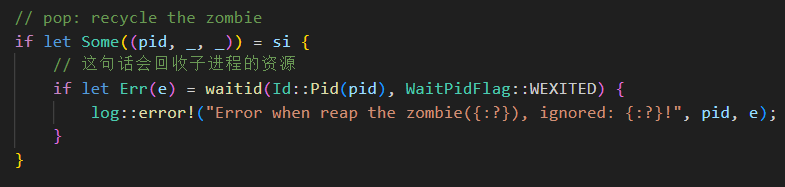 // pop: recycle the zombie
if let Some((pid, _, _)) = si {
// 这句话会回收子进程的资源
if let Err(e) = waitid(Id::Pid(pid), WaitPidFlag::WEXITED) {
log::error!("Error when reap the zombie({:?}), ignored: {:?}!", pid, e);
}
}